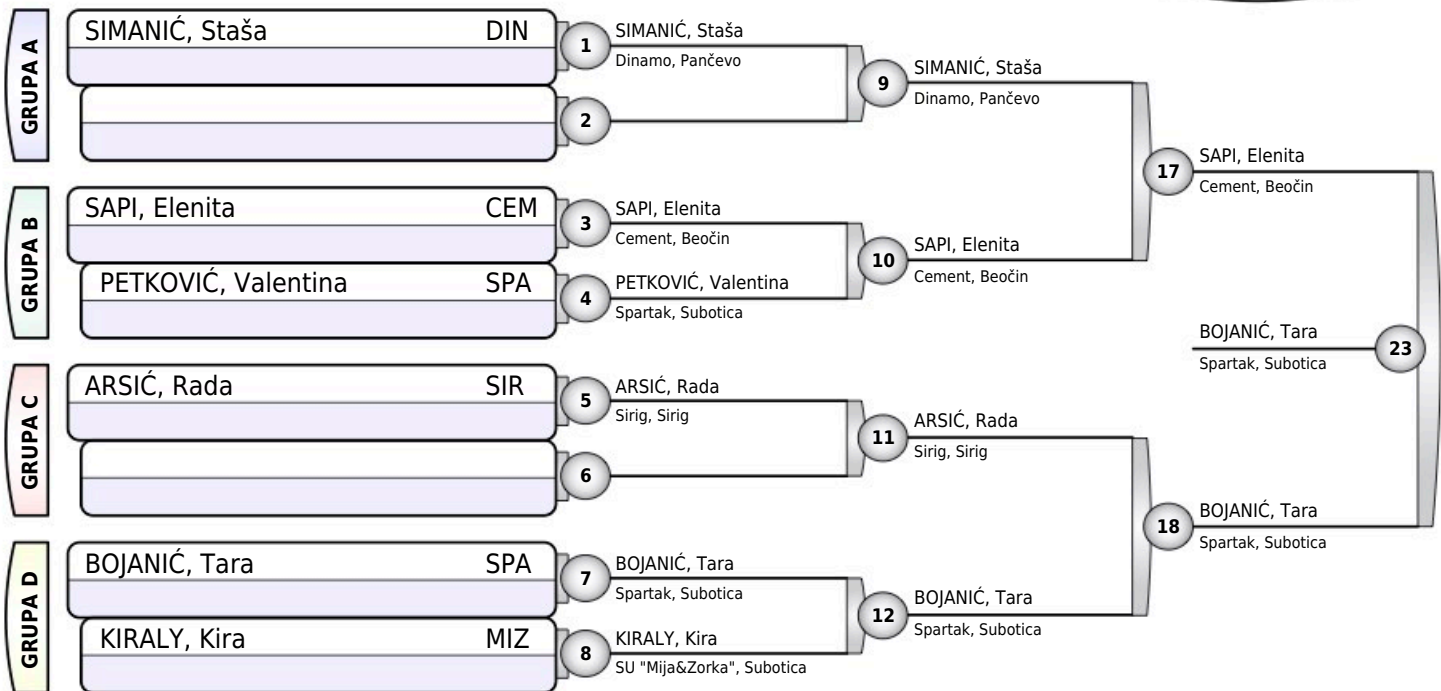 GRUPA A
SIMANIĆ, Staša DIN
1
2
SIMANIĆ, Staša
Dinamo, Pančevo
9
SIMANIĆ, Staša
Dinamo, Pančevo
GRUPA B
SAPI, Elenita CEM
PETKOVIĆ, Valentina SPA
3
4
SAPI, Elenita
Cement, Beočin
PETKOVIĆ, Valentina
Spartak, Subotica
10
SAPI, Elenita
Cement, Beočin
17
SAPI, Elenita
Cement, Beočin
GRUPA C
ARSIĆ, Rada SIR
5
6
ARSIĆ, Rada
Sirig, Sirig
11
ARSIĆ, Rada
Sirig, Sirig
GRUPA D
BOJANIĆ, Tara SPA
KIRALY, Kira MIZ
7
8
BOJANIĆ, Tara
Spartak, Subotica
KIRALY, Kira
SU "Mija&Zorka", Subotica
12
BOJANIĆ, Tara
Spartak, Subotica
18
BOJANIĆ, Tara
Spartak, Subotica
BOJANIĆ, Tara
Spartak, Subotica
23